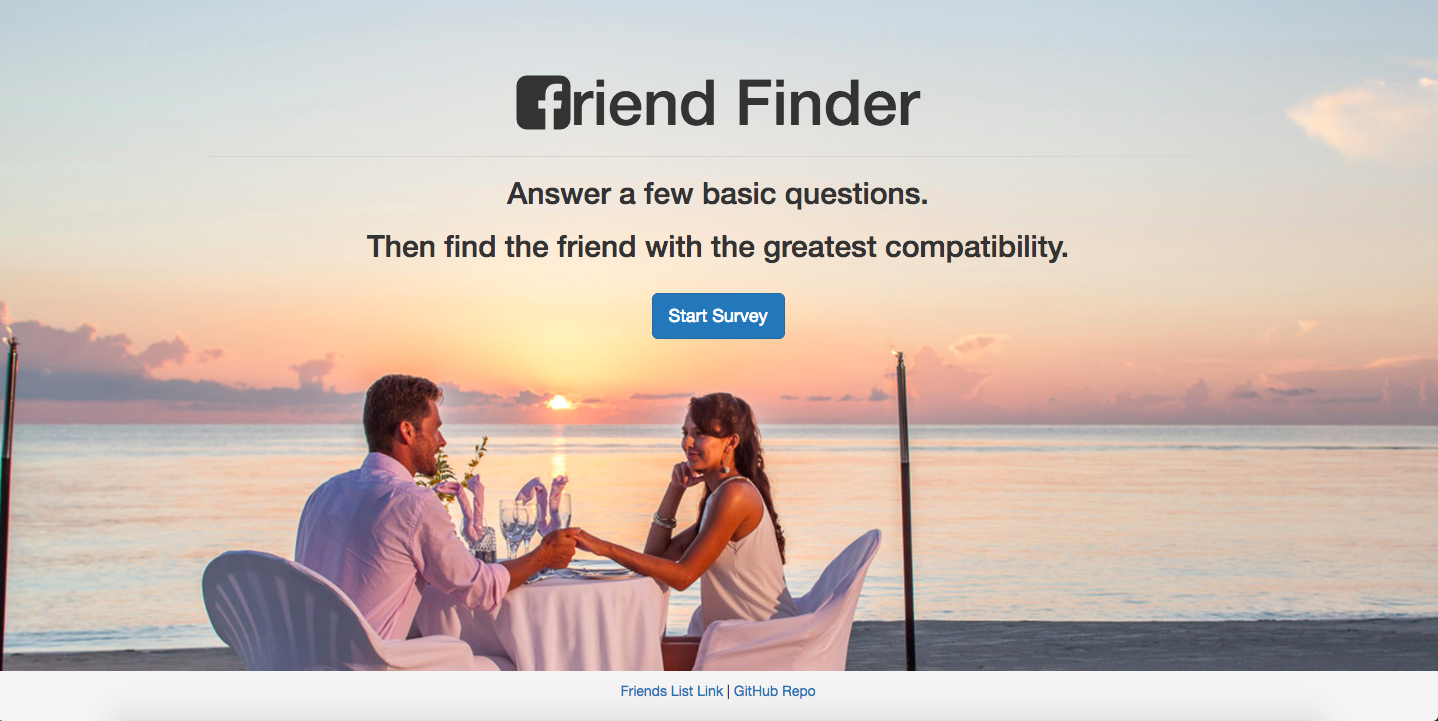 friend Finder
Answer a few basic questions.
Then find the friend with the greatest compatibility.
Start Survey
Friends List Link | GitHub Repo